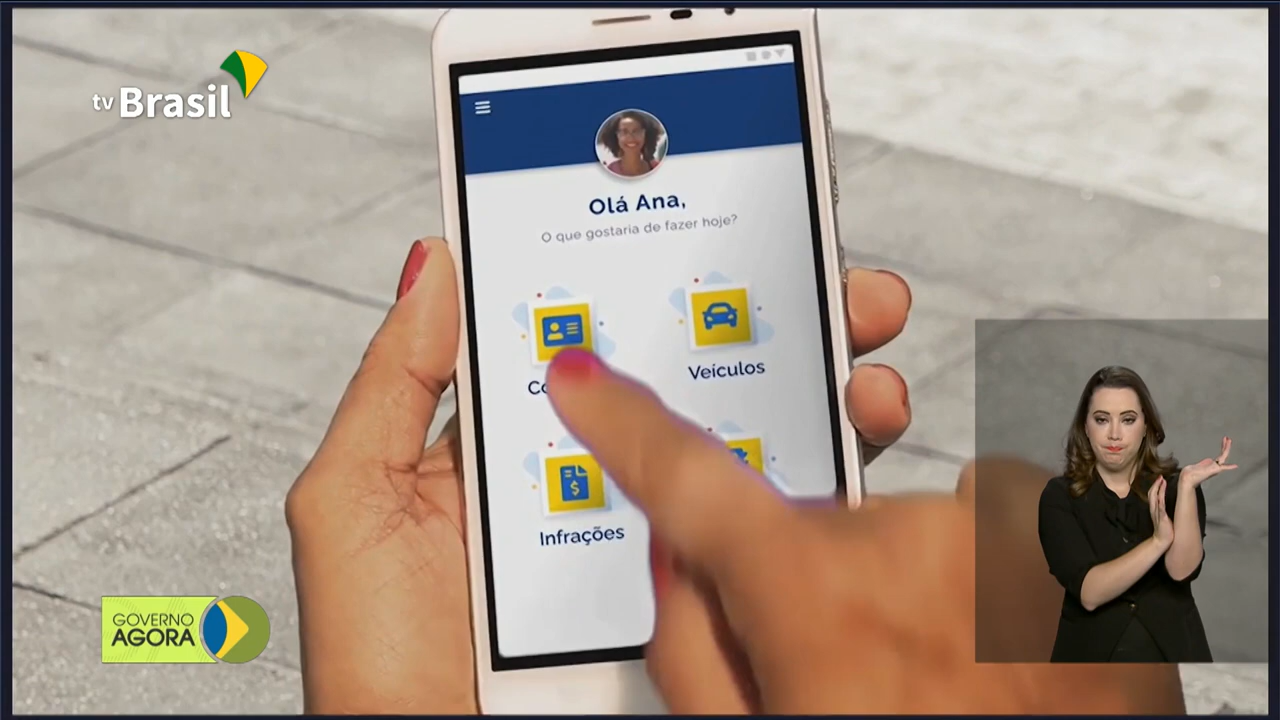 tv Brasil
Olá Ana,
O que gostaria de fazer hoje?
Veículos
Infrações
GOVERNO
AGORA